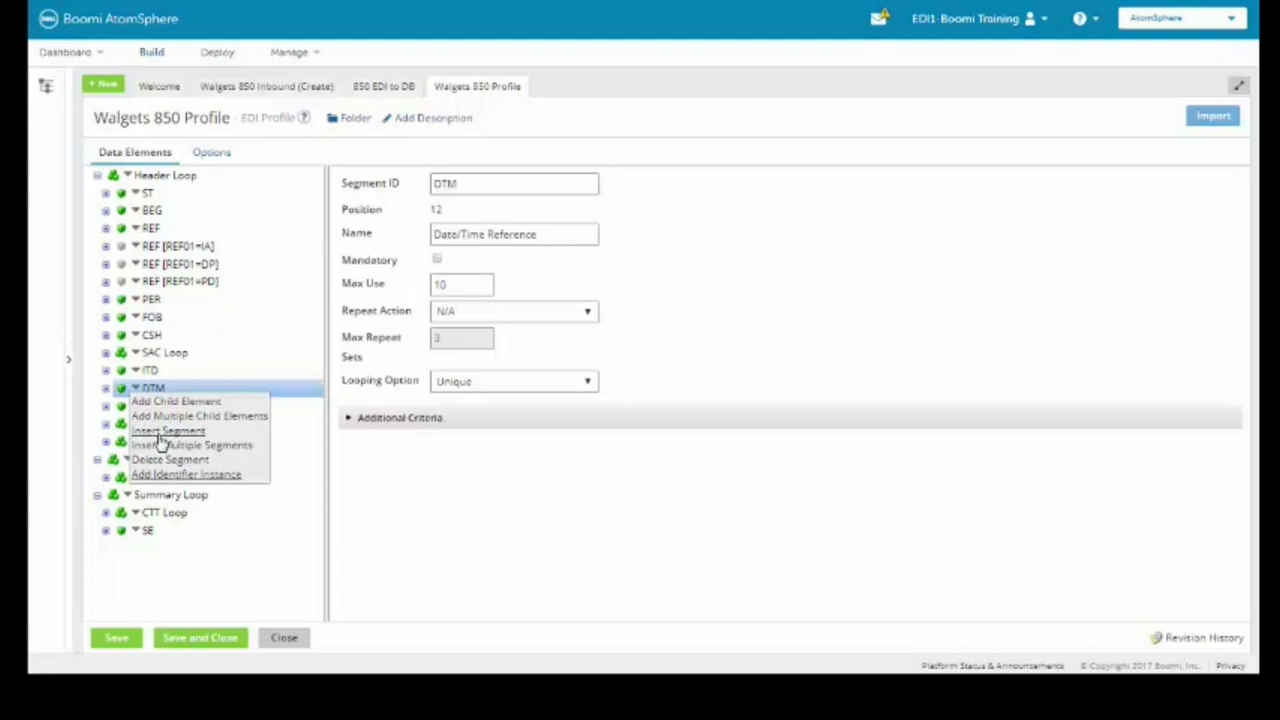 DELL Boomi AtomSphere
EDI1-Boomi Training
AtomSphere
Dashboard Build Deploy Manage
+ New Welcome Walgets 850 Inbound (Create) 850 EDI to DB Walgets 850 Profile
Walgets 850 Profile - EDI Profile ? Folder Add Description
Import
Data Elements Options
Header Loop
ST
BEG
REF
REF [REF01=IA]
REF [REF01=DP]
REF [REF01=PD]
PER
FOB
CSH
SAC Loop
ITD
DTM
Add Child Element
Add Multiple Child Elements
Insert Segment
Insert Multiple Segments
Delete Segment
Add Identifier Instance
Summary Loop
CTT Loop
SE
Segment ID DTM
Position 12
Name Date/Time Reference
Mandatory
Max Use 10
Repeat Action N/A
Max Repeat 3
Sets
Looping Option Unique
Additional Criteria
Save Save and Close Close
Revision History
Platform Status & Announcements © Copyright 2017 Boomi, Inc. Privacy